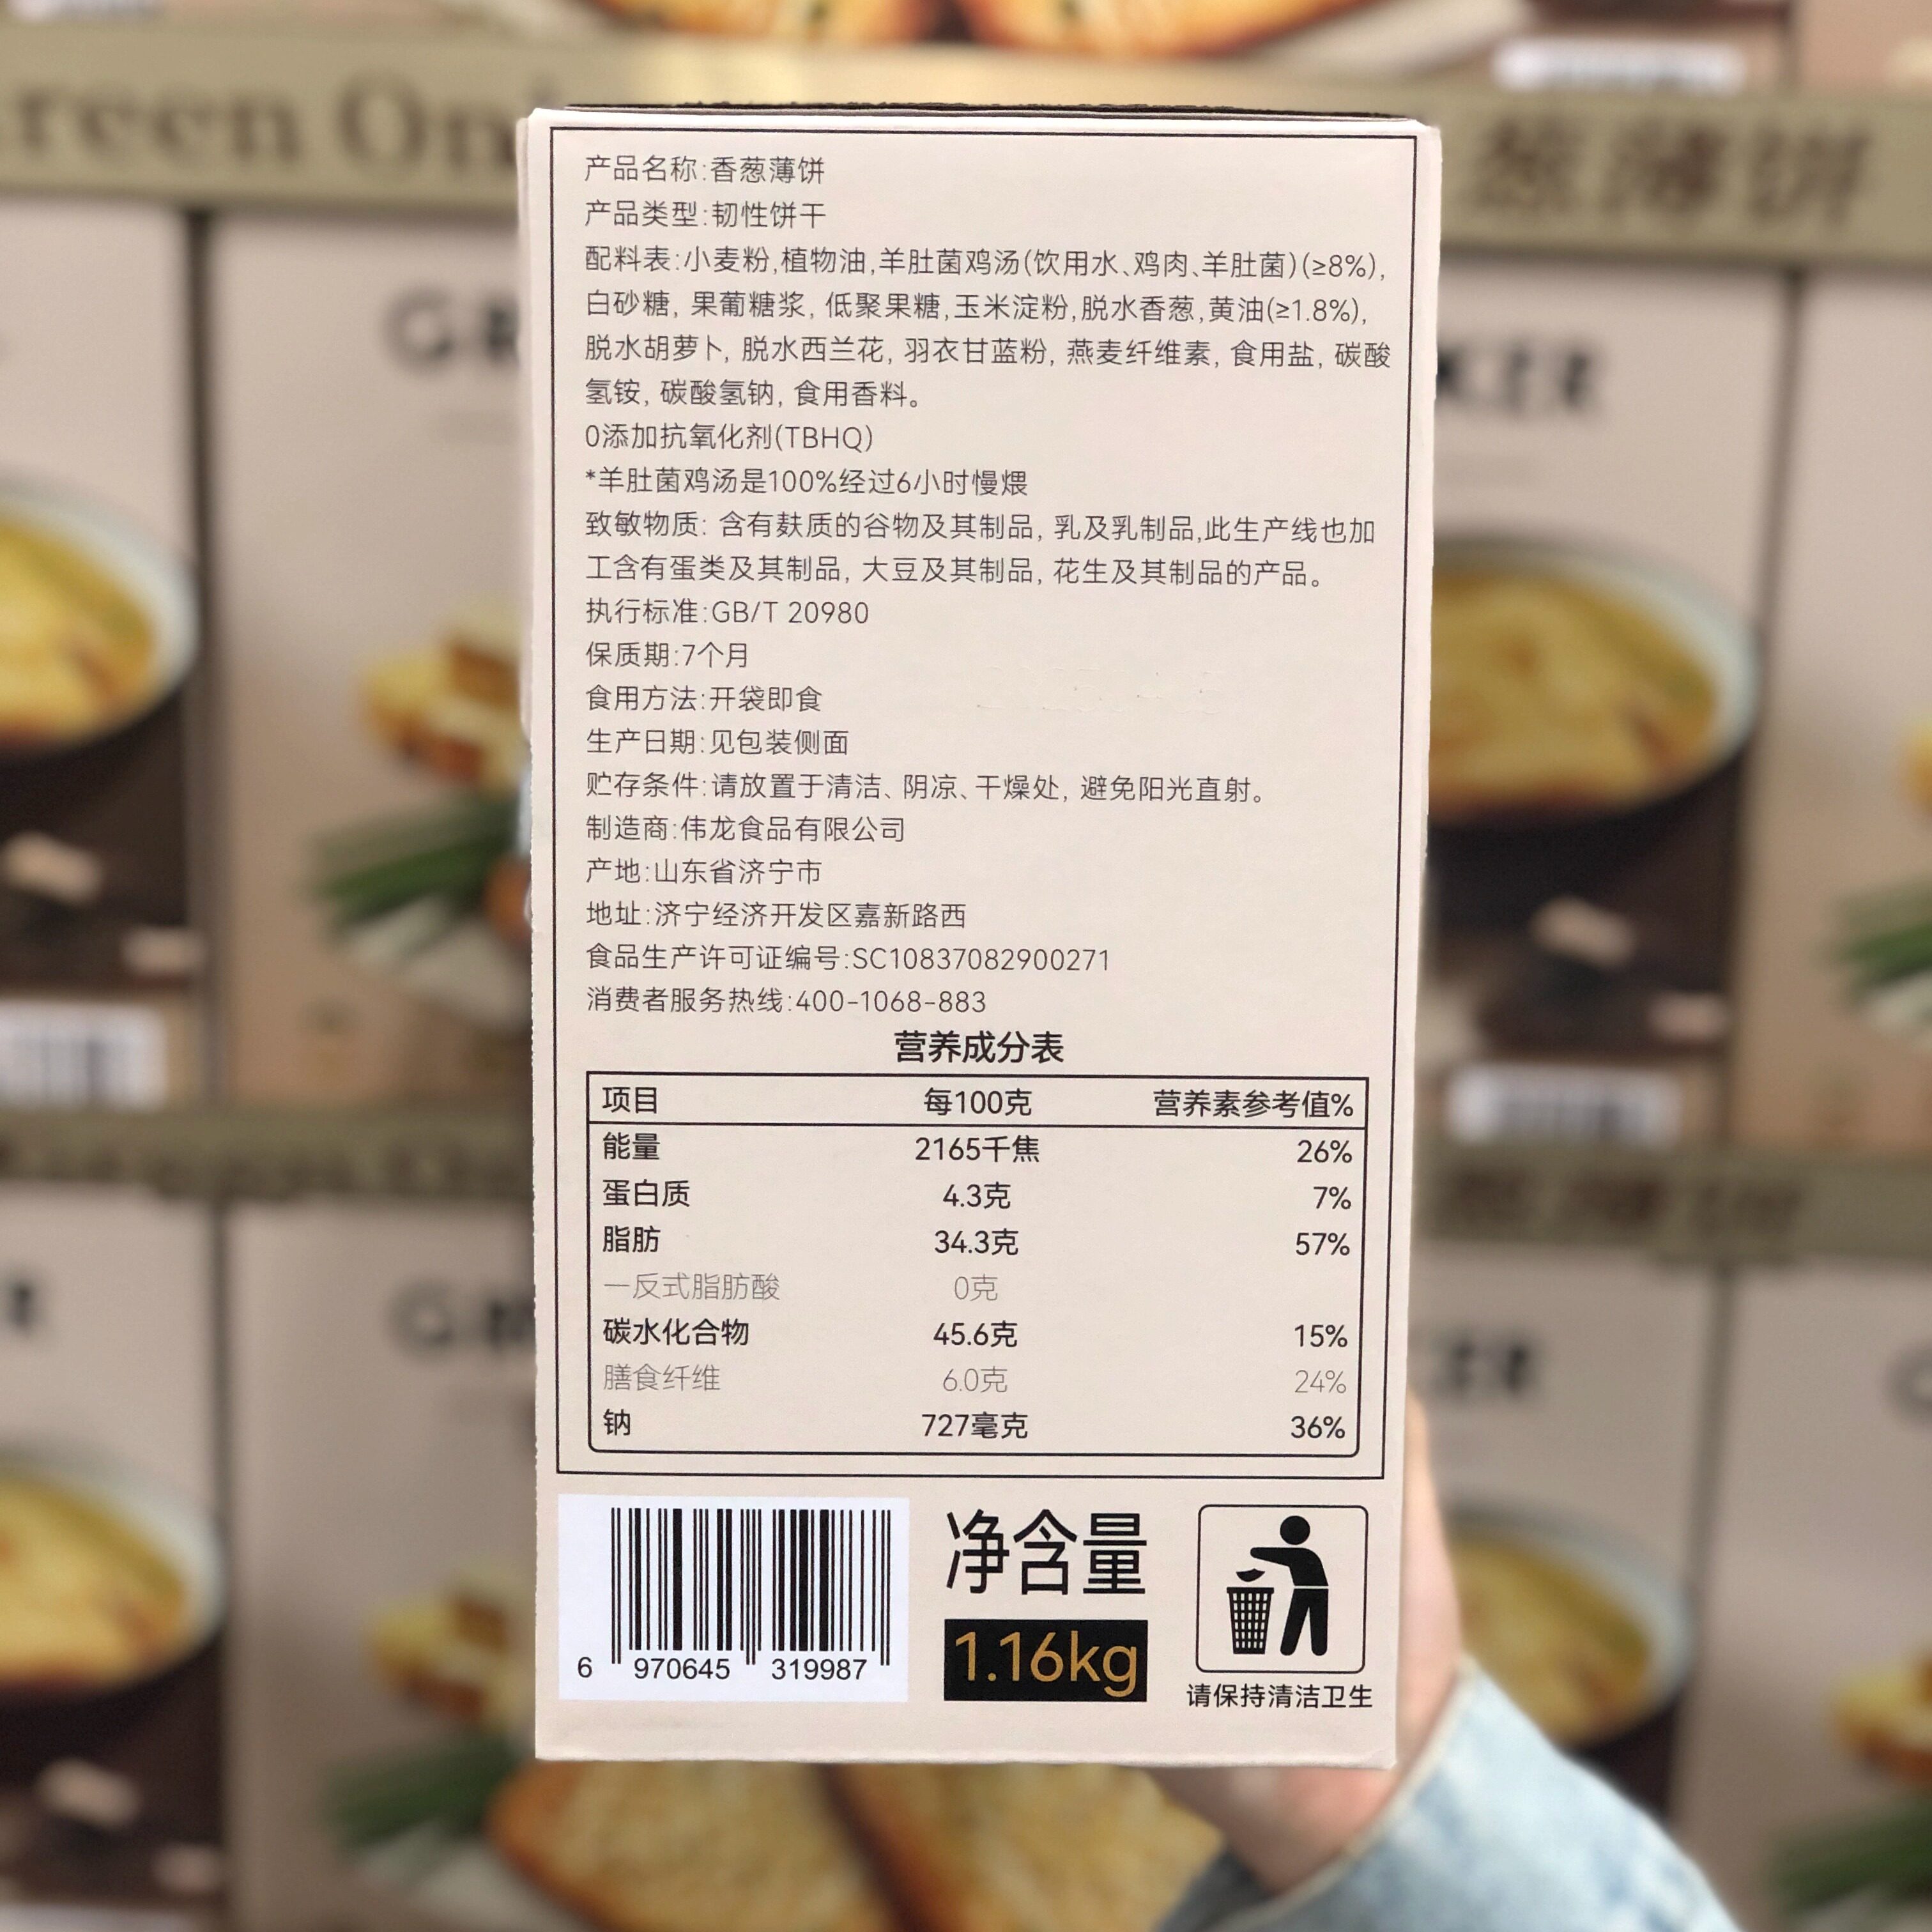 reen On
葱薄饼
产品名称:香葱薄饼
产品类型:韧性饼干
配料表:小麦粉,植物油,羊肚菌鸡汤(饮用水、鸡肉、羊肚菌)(≥8%),
白砂糖, 果葡糖浆, 低聚果糖,玉米淀粉,脱水香葱,黄油(≥1.8%),
脱水胡萝卜, 脱水西兰花, 羽衣甘蓝粉, 燕麦纤维素, 食用盐, 碳酸
氢铵, 碳酸氢钠, 食用香料。
0添加抗氧化剂(TBHQ)
*羊肚菌鸡汤是100%经过6小时慢煨
致敏物质: 含有麸质的谷物及其制品, 乳及乳制品,此生产线也加
工含有蛋类及其制品, 大豆及其制品, 花生及其制品的产品。
执行标准:GB/T 20980
保质期:7个月
食用方法:开袋即食
生产日期:见包装侧面
贮存条件:请放置于清洁、阴凉、干燥处, 避免阳光直射。
制造商:伟龙食品有限公司
产地:山东省济宁市
地址:济宁经济开发区嘉新路西
食品生产许可证编号:SC10837082900271
消费者服务热线:400-1068-883
营养成分表
项目 每100克 营养素参考值%
能量 2165千焦 26%
蛋白质 4.3克 7%
脂肪 34.3克 57%
—反式脂肪酸 0克
碳水化合物 45.6克 15%
膳食纤维 6.0克 24%
钠 727毫克 36%
6 970645 319987
净含量
1.16kg
请保持清洁卫生